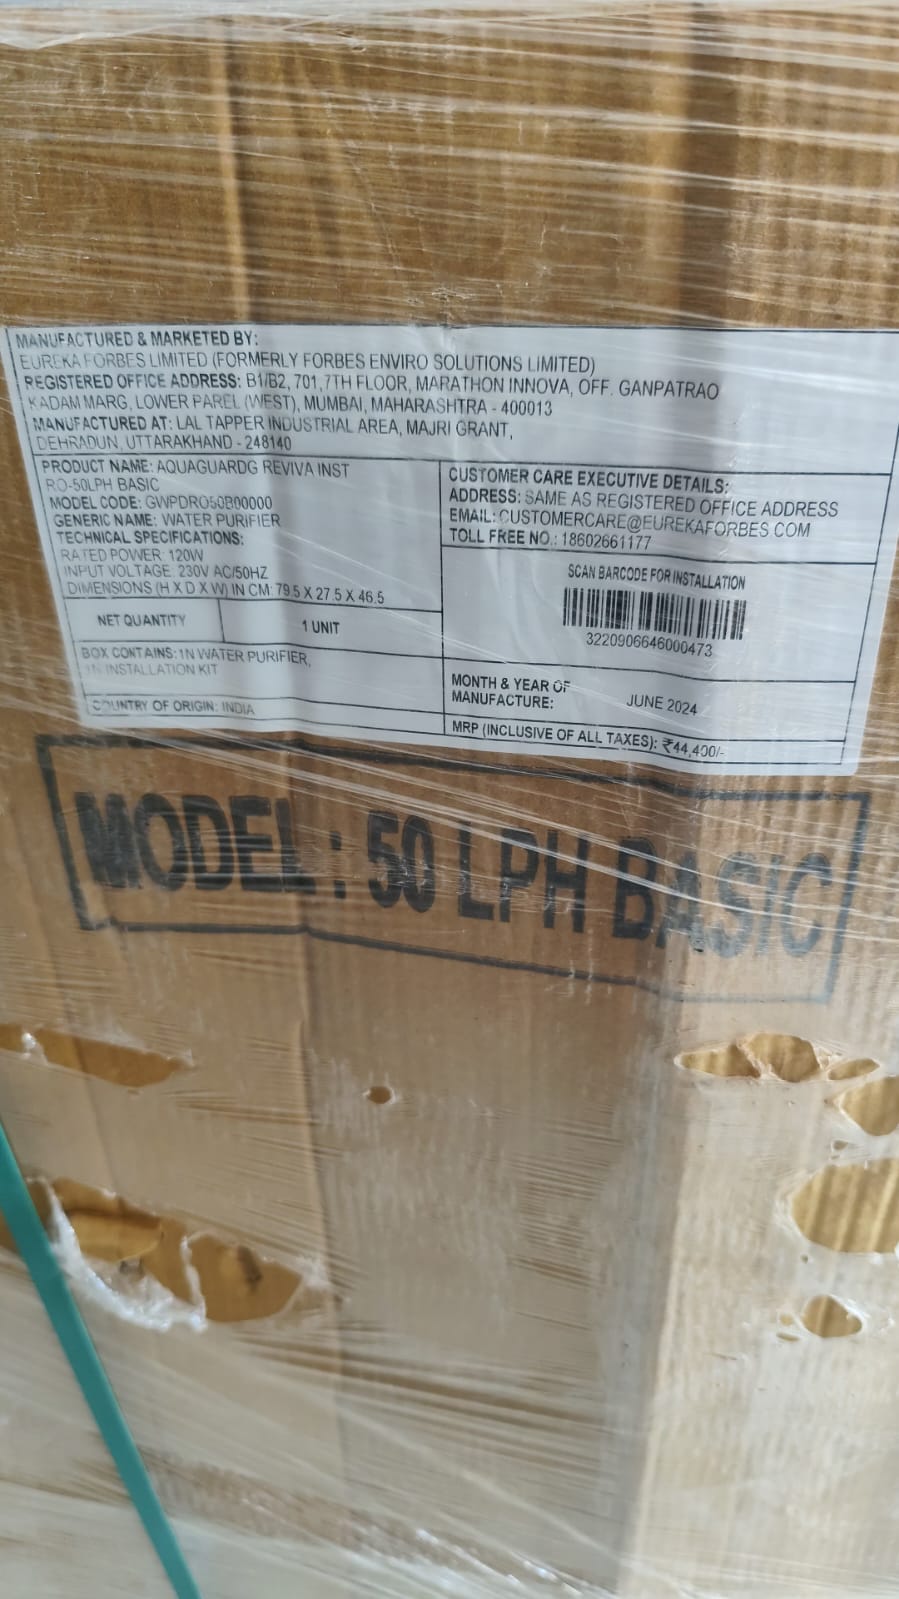 MANUFACTURED & MARKETED BY:
EUREKA FORBES LIMITED (FORMERLY FORBES ENVIRO SOLUTIONS LIMITED)
REGISTERED OFFICE ADDRESS: B1/B2, 701,7TH FLOOR, MARATHON INNOVA, OFF. GANPATRAO
KADAM MARG, LOWER PAREL (WEST), MUMBAI, MAHARASHTRA - 400013
MANUFACTURED AT: LAL TAPPER INDUSTRIAL AREA, MAJRI GRANT,
DEHRADUN, UTTARAKHAND - 248140
PRODUCT NAME: AQUAGUARDG REVIVA INST
RO-50LPH BASIC
MODEL CODE: GWPDRO50B00000
GENERIC NAME: WATER PURIFIER
TECHNICAL SPECIFICATIONS:
RATED POWER: 120W
INPUT VOLTAGE: 230V AC/50HZ
DIMENSIONS (H X D X W) IN CM: 79.5 X 27.5 X 46.5
NET QUANTITY 1 UNIT
BOX CONTAINS: 1N WATER PURIFIER,
1N INSTALLATION KIT
COUNTRY OF ORIGIN: INDIA
CUSTOMER CARE EXECUTIVE DETAILS:
ADDRESS: SAME AS REGISTERED OFFICE ADDRESS
EMAIL: CUSTOMERCARE@EUREKAFORBES.COM
TOLL FREE NO.: 18602661177
SCAN BARCODE FOR INSTALLATION
3220906646000473
MONTH & YEAR OF
MANUFACTURE: JUNE 2024
MRP (INCLUSIVE OF ALL TAXES): ₹44,400/-
MODEL : 50 LPH BASIC